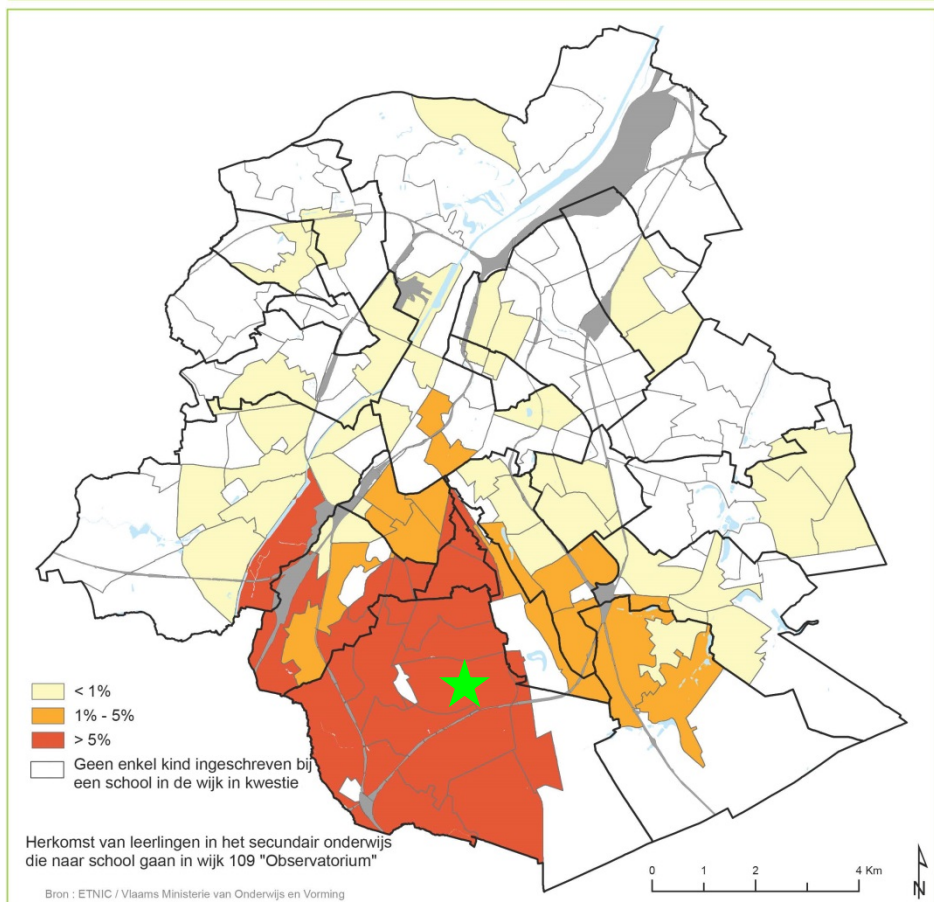 < 1%
1% - 5%
> 5%
Geen enkel kind ingeschreven bij
een school in de wijk in kwestie
Herkomst van leerlingen in het secundair onderwijs
die naar school gaan in wijk 109 "Observatorium"
Bron : ETNIC / Vlaams Ministerie van Onderwijs en Vorming
0 2 4 Km
N